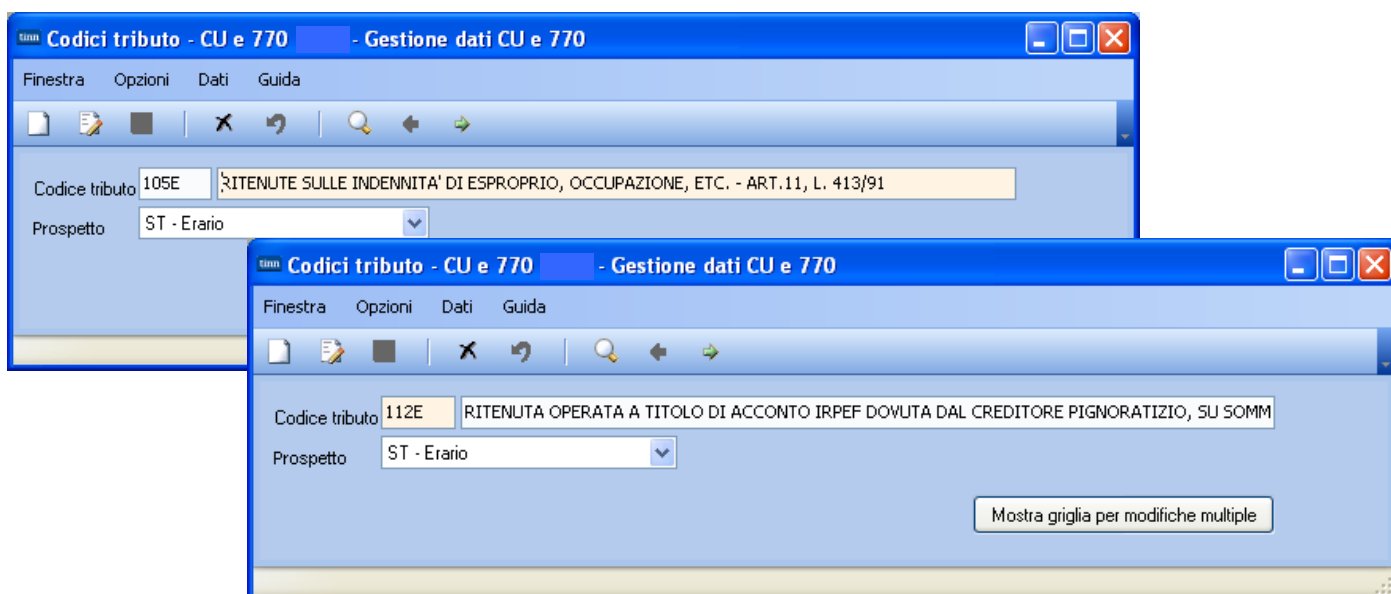 tinn Codici tributo - CU e 770 - Gestione dati CU e 770
Finestra Opzioni Dati Guida
Codice tributo 105E RITENUTE SULLE INDENNITA' DI ESPROPRIO, OCCUPAZIONE, ETC. - ART.11, L. 413/91
Prospetto ST - Erario
tinn Codici tributo - CU e 770 - Gestione dati CU e 770
Finestra Opzioni Dati Guida
Codice tributo 112E RITENUTA OPERATA A TITOLO DI ACCONTO IRPEF DOVUTA DAL CREDITORE PIGNORATIZIO, SU SOMM
Prospetto ST - Erario
Mostra griglia per modifiche multiple